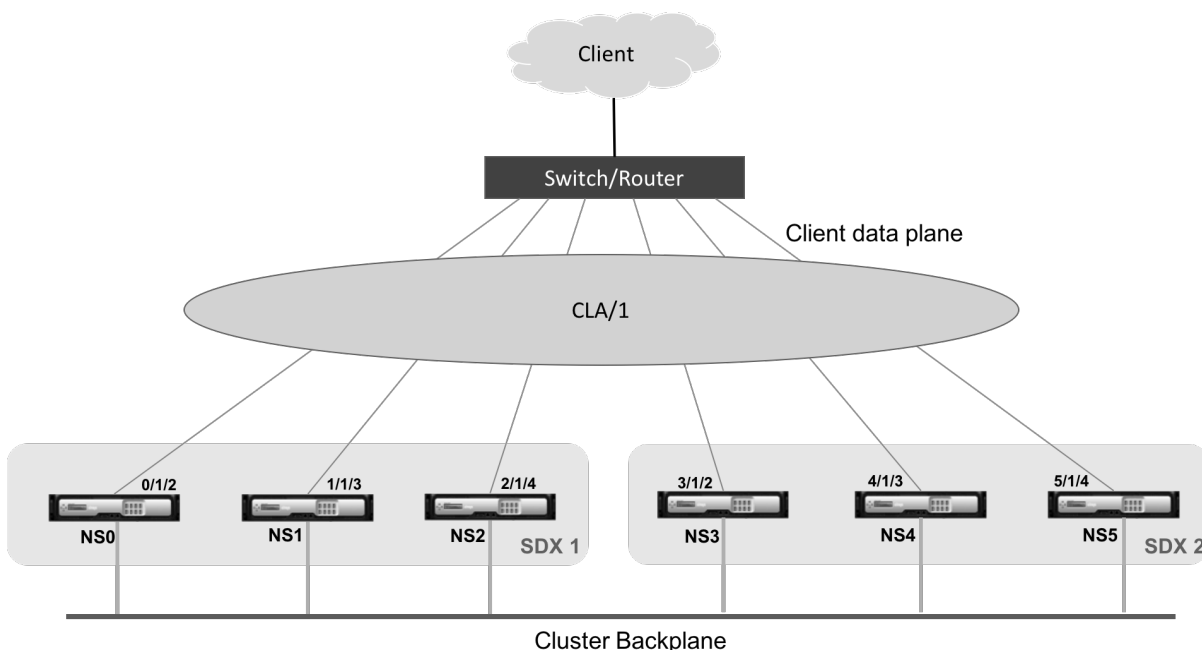 Client
Switch/Router
Client data plane
CLA/1
0/1/2
1/1/3
2/1/4
3/1/2
4/1/3
5/1/4
NS0
NS1
NS2
SDX 1
NS3
NS4
NS5
SDX 2
Cluster Backplane